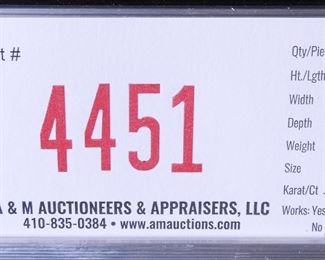 t #
4451
A & M AUCTIONEERS & APPRAISERS, LLC
410-835-0384 • www.amauctions.com
Qty/Pie
Ht./Lgth
Width
Depth
Weight
Size
Karat/Ct
Works: Yes
No